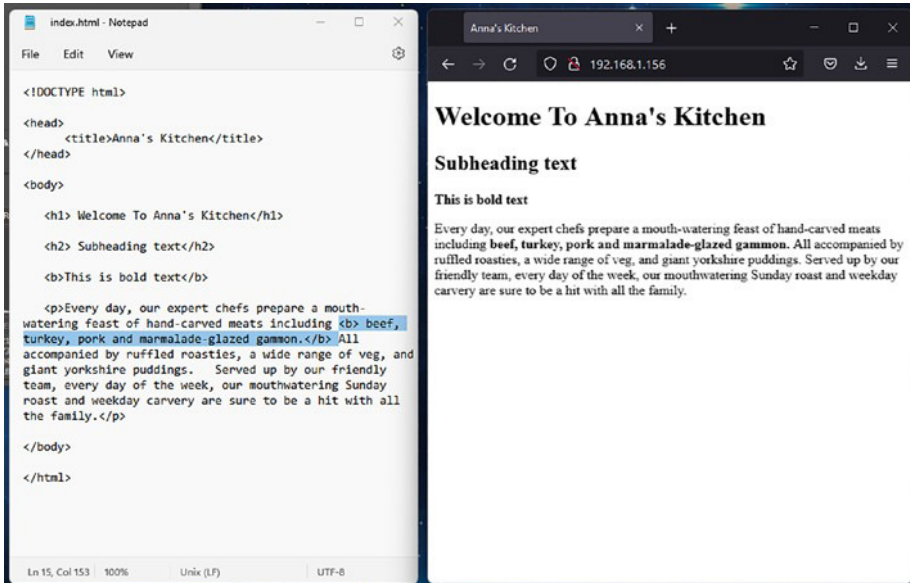 index.html - Notepad
File Edit View
<!DOCTYPE html>
<head>
<title>Anna's Kitchen</title>
</head>
<body>
<h1> Welcome To Anna's Kitchen</h1>
<h2> Subheading text</h2>
<b>This is bold text</b>
<p>Every day, our expert chefs prepare a mouth-
watering feast of hand-carved meats including <b> beef,
turkey, pork and marmalade-glazed gammon.</b> All
accompanied by ruffled roasties, a wide range of veg, and
giant yorkshire puddings. Served up by our friendly
team, every day of the week, our mouthwatering Sunday
roast and weekday carvery are sure to be a hit with all
the family.</p>
</body>
</html>
Ln 15, Col 153 100% Unix (LF) UTF-8
Anna's Kitchen
192.168.1.156
Welcome To Anna's Kitchen
Subheading text
This is bold text
Every day, our expert chefs prepare a mouth-watering feast of hand-carved meats
including beef, turkey, pork and marmalade-glazed gammon. All accompanied by
ruffled roasties, a wide range of veg, and giant yorkshire puddings. Served up by our
friendly team, every day of the week, our mouthwatering Sunday roast and weekday
carvery are sure to be a hit with all the family.